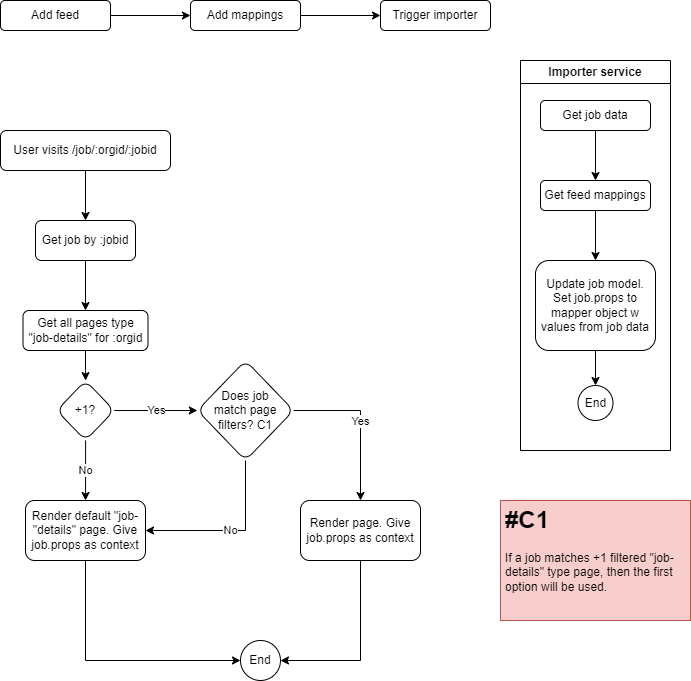 Add feed
Add mappings
Trigger importer
Importer service
Get job data
Get feed mappings
Update job model.
Set job.props to
mapper object w
values from job data
End
User visits /job/:orgid/:jobid
Get job by :jobid
Get all pages type
"job-details" for :orgid
+1?
Yes
Does job
match page
filters? C1
Yes
No
No
Render default "job-
"details" page. Give
job.props as context
Render page. Give
job.props as context
End
#C1
If a job matches +1 filtered "job-
details" type page, then the first
option will be used.